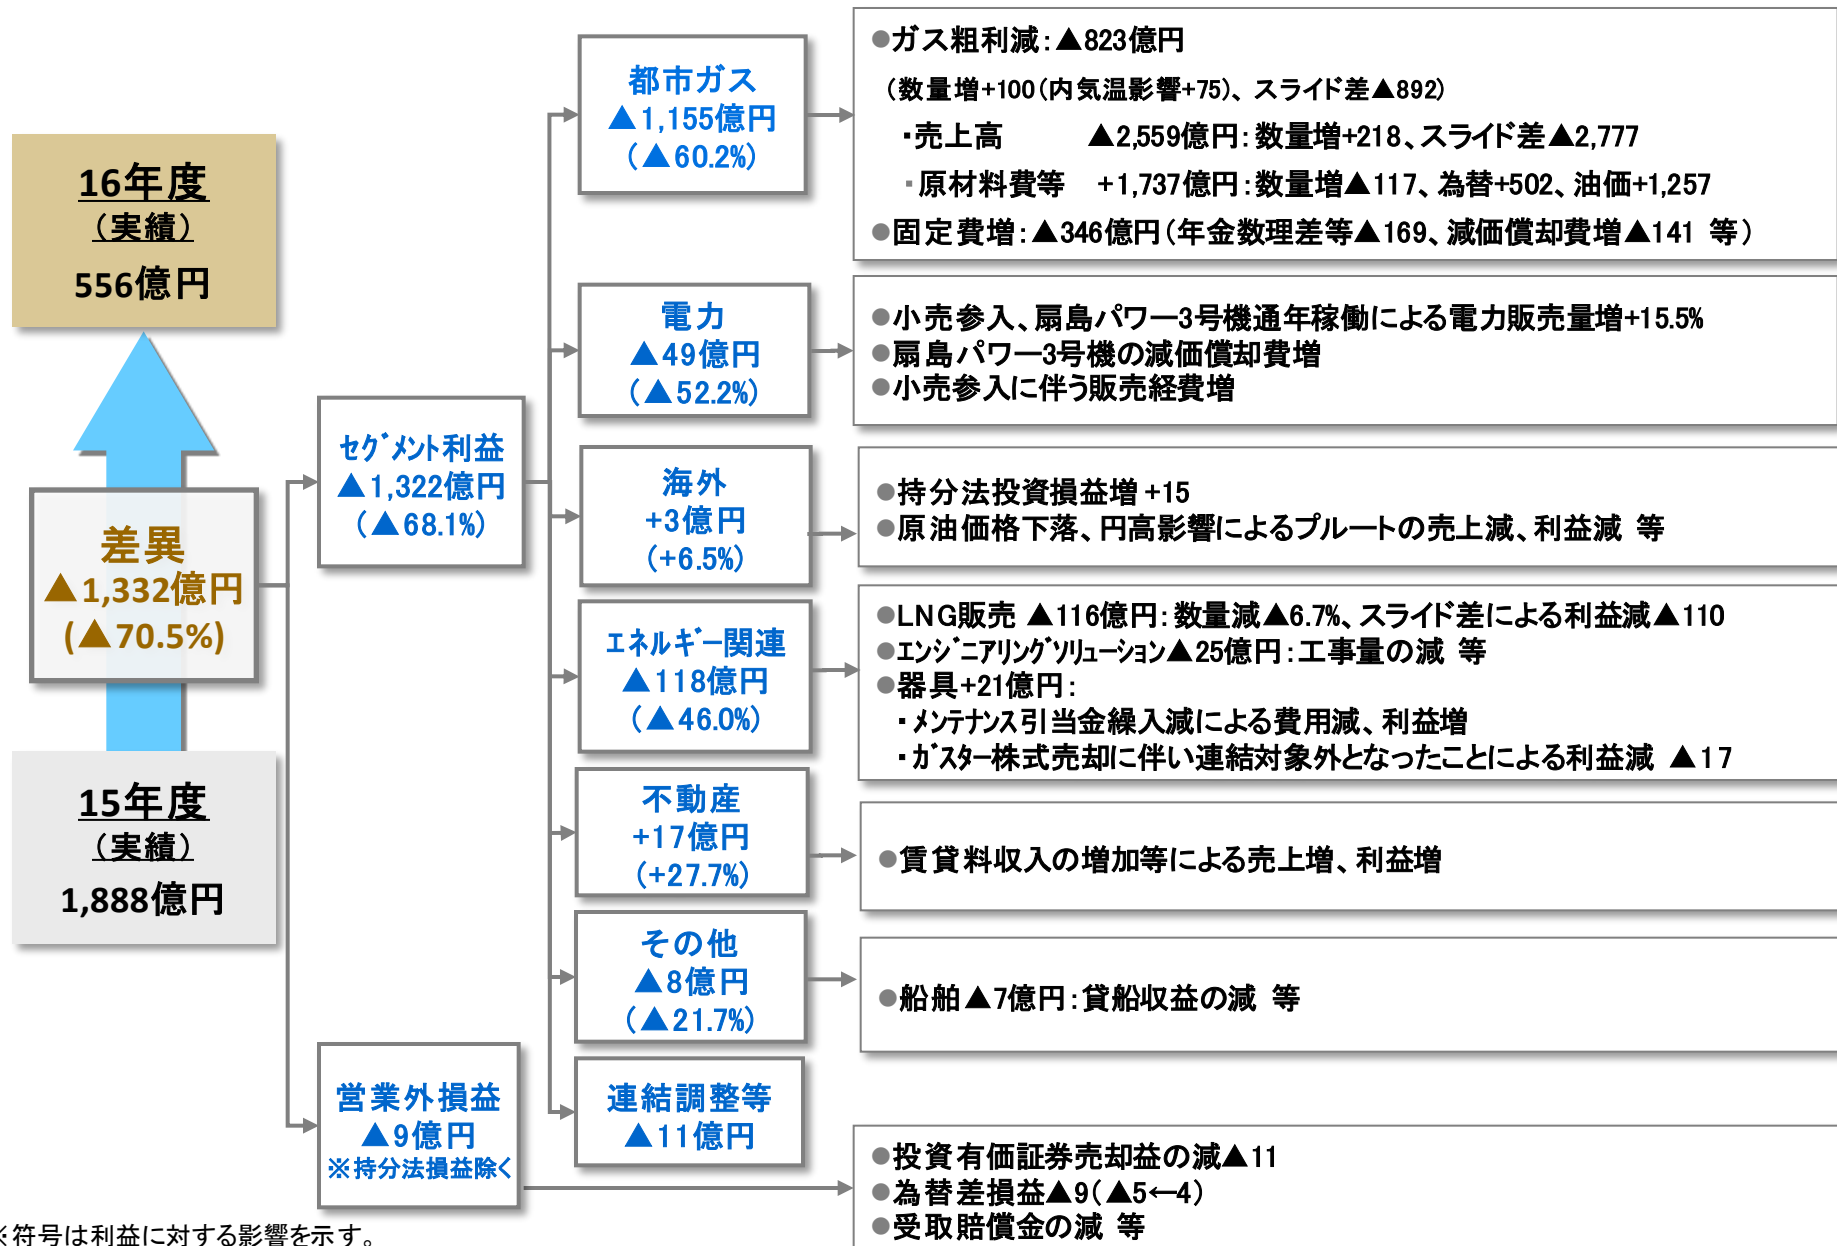 16年度
（実績）
556億円
差異
▲1,332億円
(▲70.5%)
15年度
（実績）
1,888億円
ｾｸﾞﾒﾝﾄ利益
▲1,322億円
（▲68.1%）
営業外損益
▲9億円
※持分法損益除く
都市ガス
▲1,155億円
（▲60.2%）
電力
▲49億円
（▲52.2%）
海外
+3億円
（+6.5%）
ｴﾈﾙｷﾞｰ関連
▲118億円
（▲46.0%）
不動産
+17億円
（+27.7%）
その他
▲8億円
（▲21.7%）
連結調整等
▲11億円
●ガス粗利減：▲823億円
（数量増+100（内気温影響+75）、スライド差▲892）
・売上高　▲2,559億円：数量増+218、スライド差▲2,777
・原材料費等　+1,737億円：数量増▲117、為替+502、油価+1,257
●固定費増：▲346億円（年金数理差等▲169、減価償却費増▲141 等）
●小売参入、扇島パワー3号機通年稼働による電力販売量増+15.5%
●扇島パワー3号機の減価償却費増
●小売参入に伴う販売経費増
●持分法投資損益増 +15
●原油価格下落、円高影響によるプルートの売上減、利益減 等
●LNG販売 ▲116億円：数量減▲6.7%、スライド差による利益減▲110
●ｴﾝｼﾞﾆｱﾘﾝｸﾞｿﾘｭｰｼｮﾝ▲25億円：工事量の減 等
●器具+21億円：
・ﾒﾝﾃﾅﾝｽ引当金繰入減による費用減、利益増
・ｶﾞｽﾀｰ株式売却に伴い連結対象外となったことによる利益減 ▲17
●賃貸料収入の増加等による売上増、利益増
●船舶▲7億円：貸船収益の減 等
●投資有価証券売却益の減▲11
●為替差損益▲9（▲5←4）
●受取賠償金の減 等
※符号は利益に対する影響を示す。